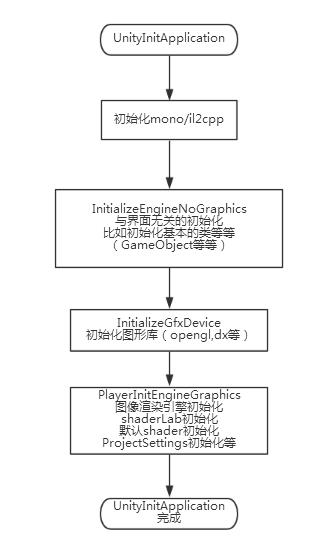 UnityInitApplication
初始化mono/il2cpp
InitializeEngineNoGraphics
与界面无关的初始化
比如初始化基本的类等等
（GameObject等等）
InitializeGfxDevice
初始化图形库（opengl,dx等）
PlayerInitEngineGraphics
图像渲染引擎初始化
shaderLab初始化
默认shader初始化
ProjectSettings初始化等
UnityInitApplication
完成